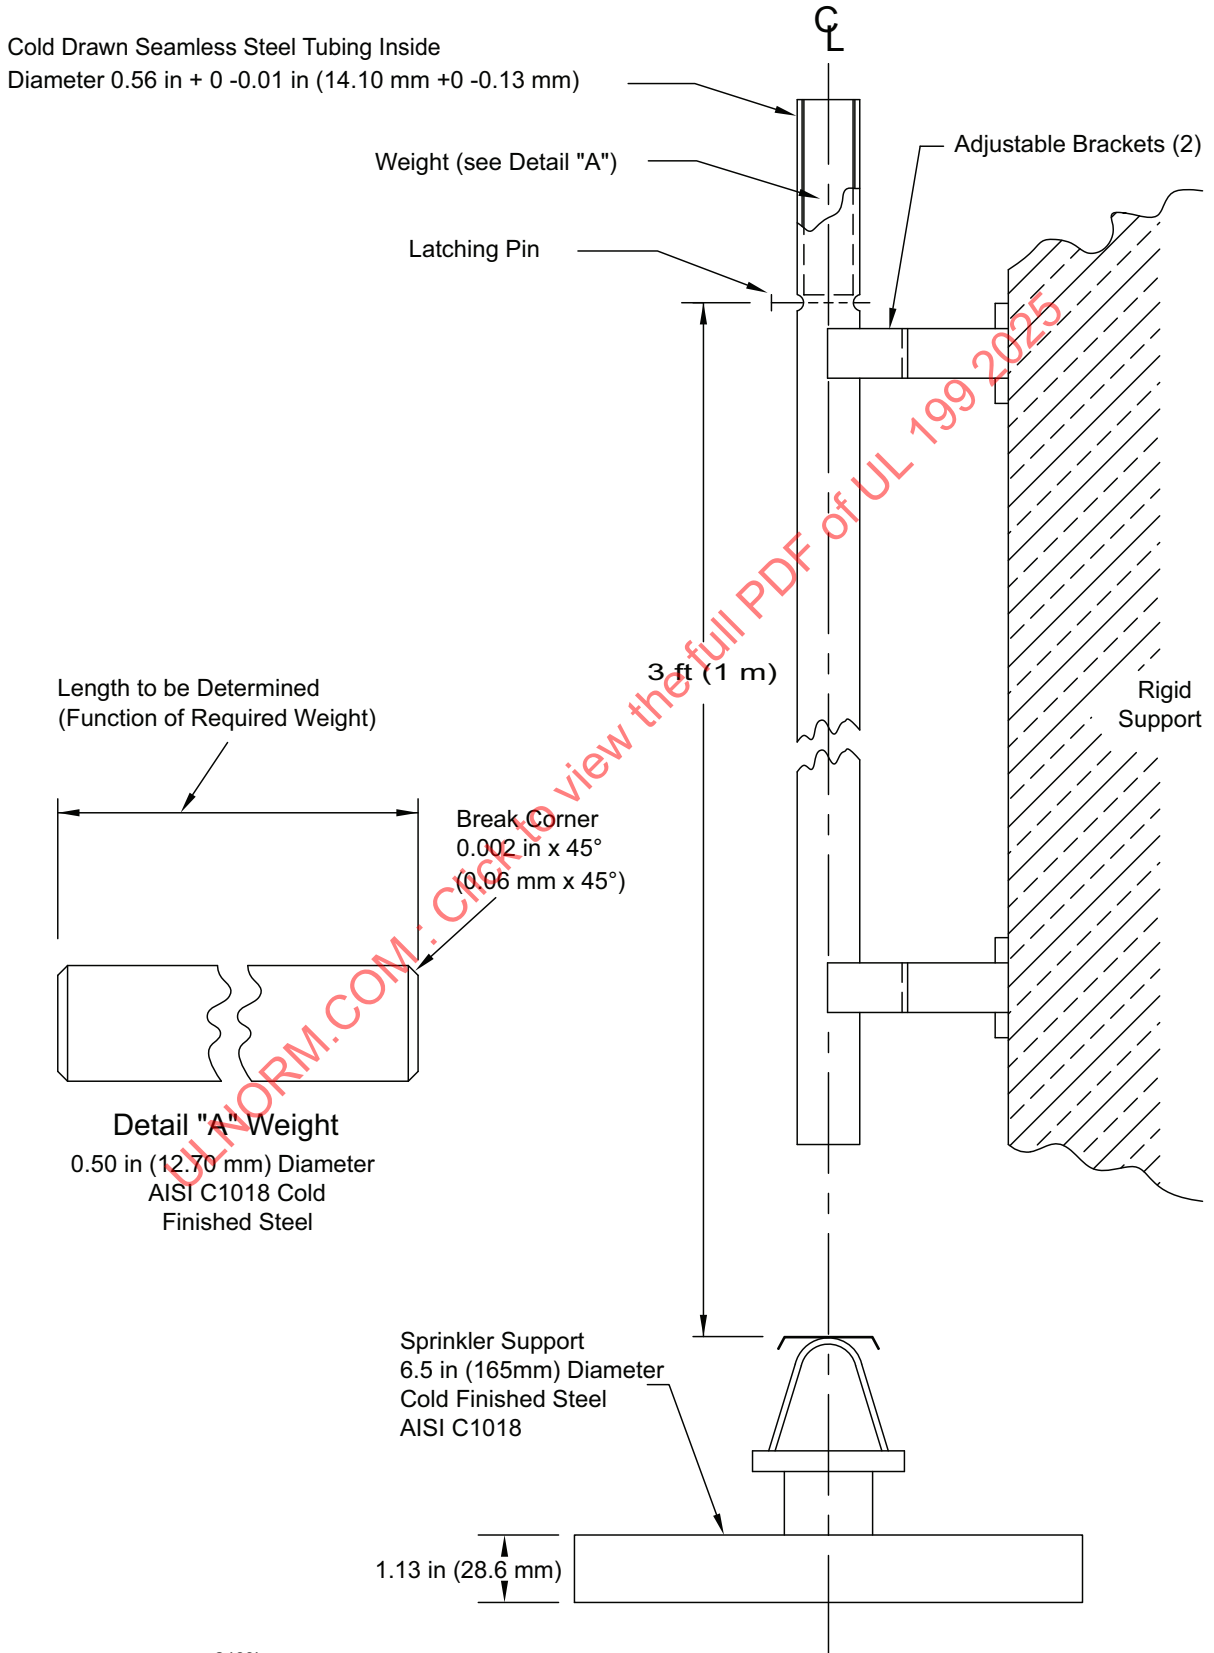 ℄
Cold Drawn Seamless Steel Tubing Inside
Diameter 0.56 in + 0 -0.01 in (14.10 mm +0 -0.13 mm)
Adjustable Brackets (2)
Weight (see Detail "A")
Latching Pin
3 ft (1 m)
Rigid
Support
Length to be Determined
(Function of Required Weight)
Break Corner
0.002 in x 45°
(0.06 mm x 45°)
Detail "A" Weight
0.50 in (12.70 mm) Diameter
AISI C1018 Cold
Finished Steel
Sprinkler Support
6.5 in (165mm) Diameter
Cold Finished Steel
AISI C1018
1.13 in (28.6 mm)
ULNORM.COM : Click to view the full PDF of UL 199 2025